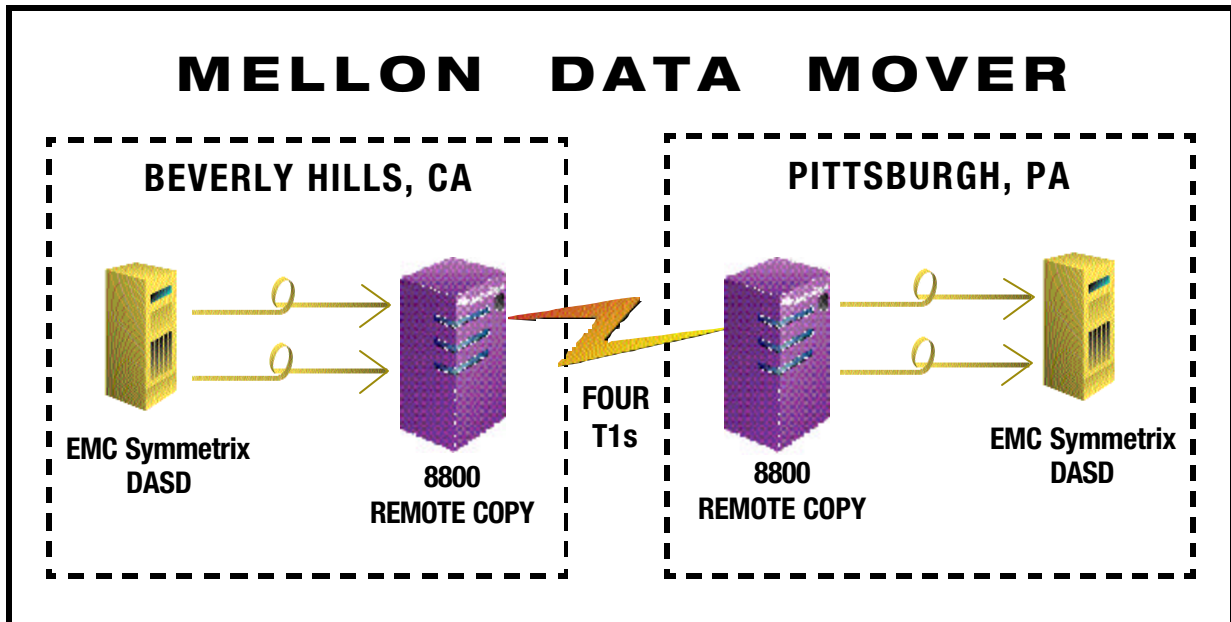 MELLON DATA MOVER
BEVERLY HILLS, CA
EMC Symmetrix
DASD
8800
REMOTE COPY
FOUR
T1s
PITTSBURGH, PA
8800
REMOTE COPY
EMC Symmetrix
DASD